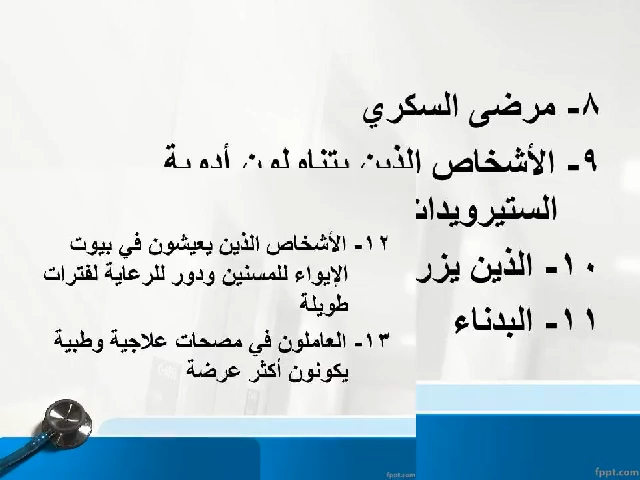 ٨- مرضى السكري
٩- الأشخاص الذين يتناولون أدوية
الستيرويدات
١٠- الذين يزر
١١- البدناء
١٢- الأشخاص الذين يعيشون في بيوت
الإيواء للمسنين ودور للرعاية لفترات
طويلة
١٣- العاملون في مصحات علاجية وطبية
يكونون أكثر عرضة
fppt.com
fppt.com